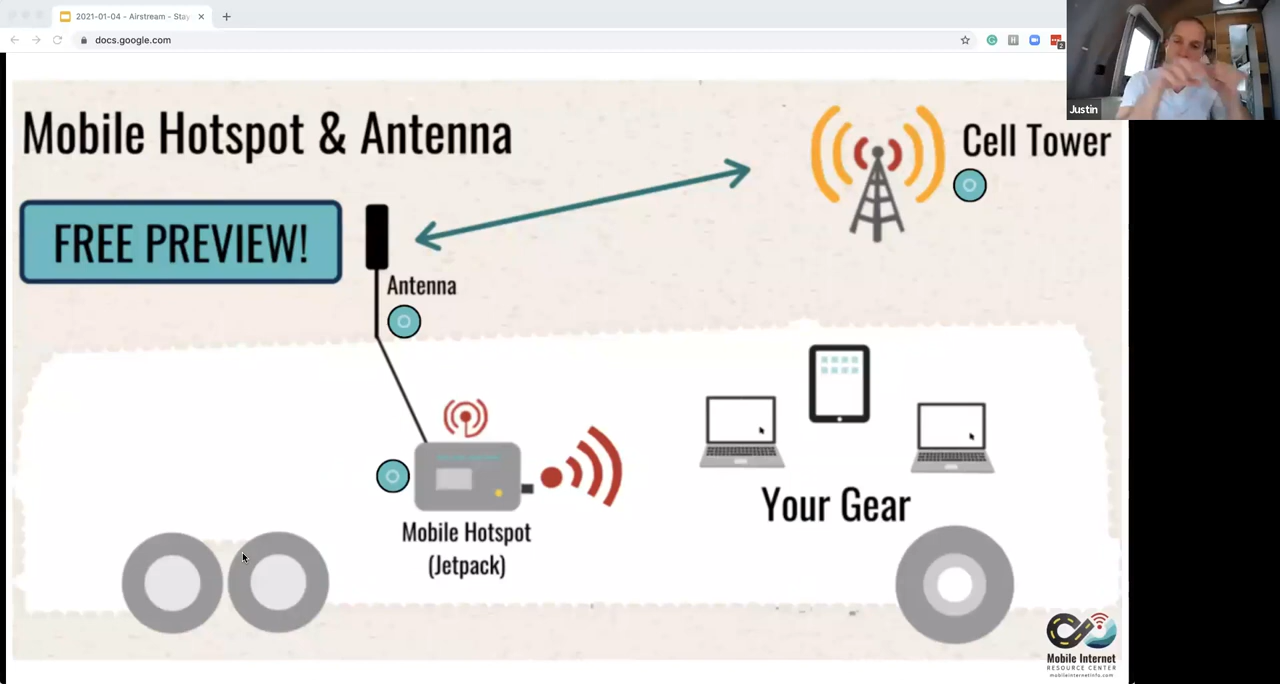 2021-01-04 - Airstream - Stay
docs.google.com
Justin
Mobile Hotspot & Antenna
Cell Tower
FREE PREVIEW!
Antenna
Mobile Hotspot
(Jetpack)
Your Gear
Mobile Internet
RESOURCE CENTER
mobileinternetinfo.com